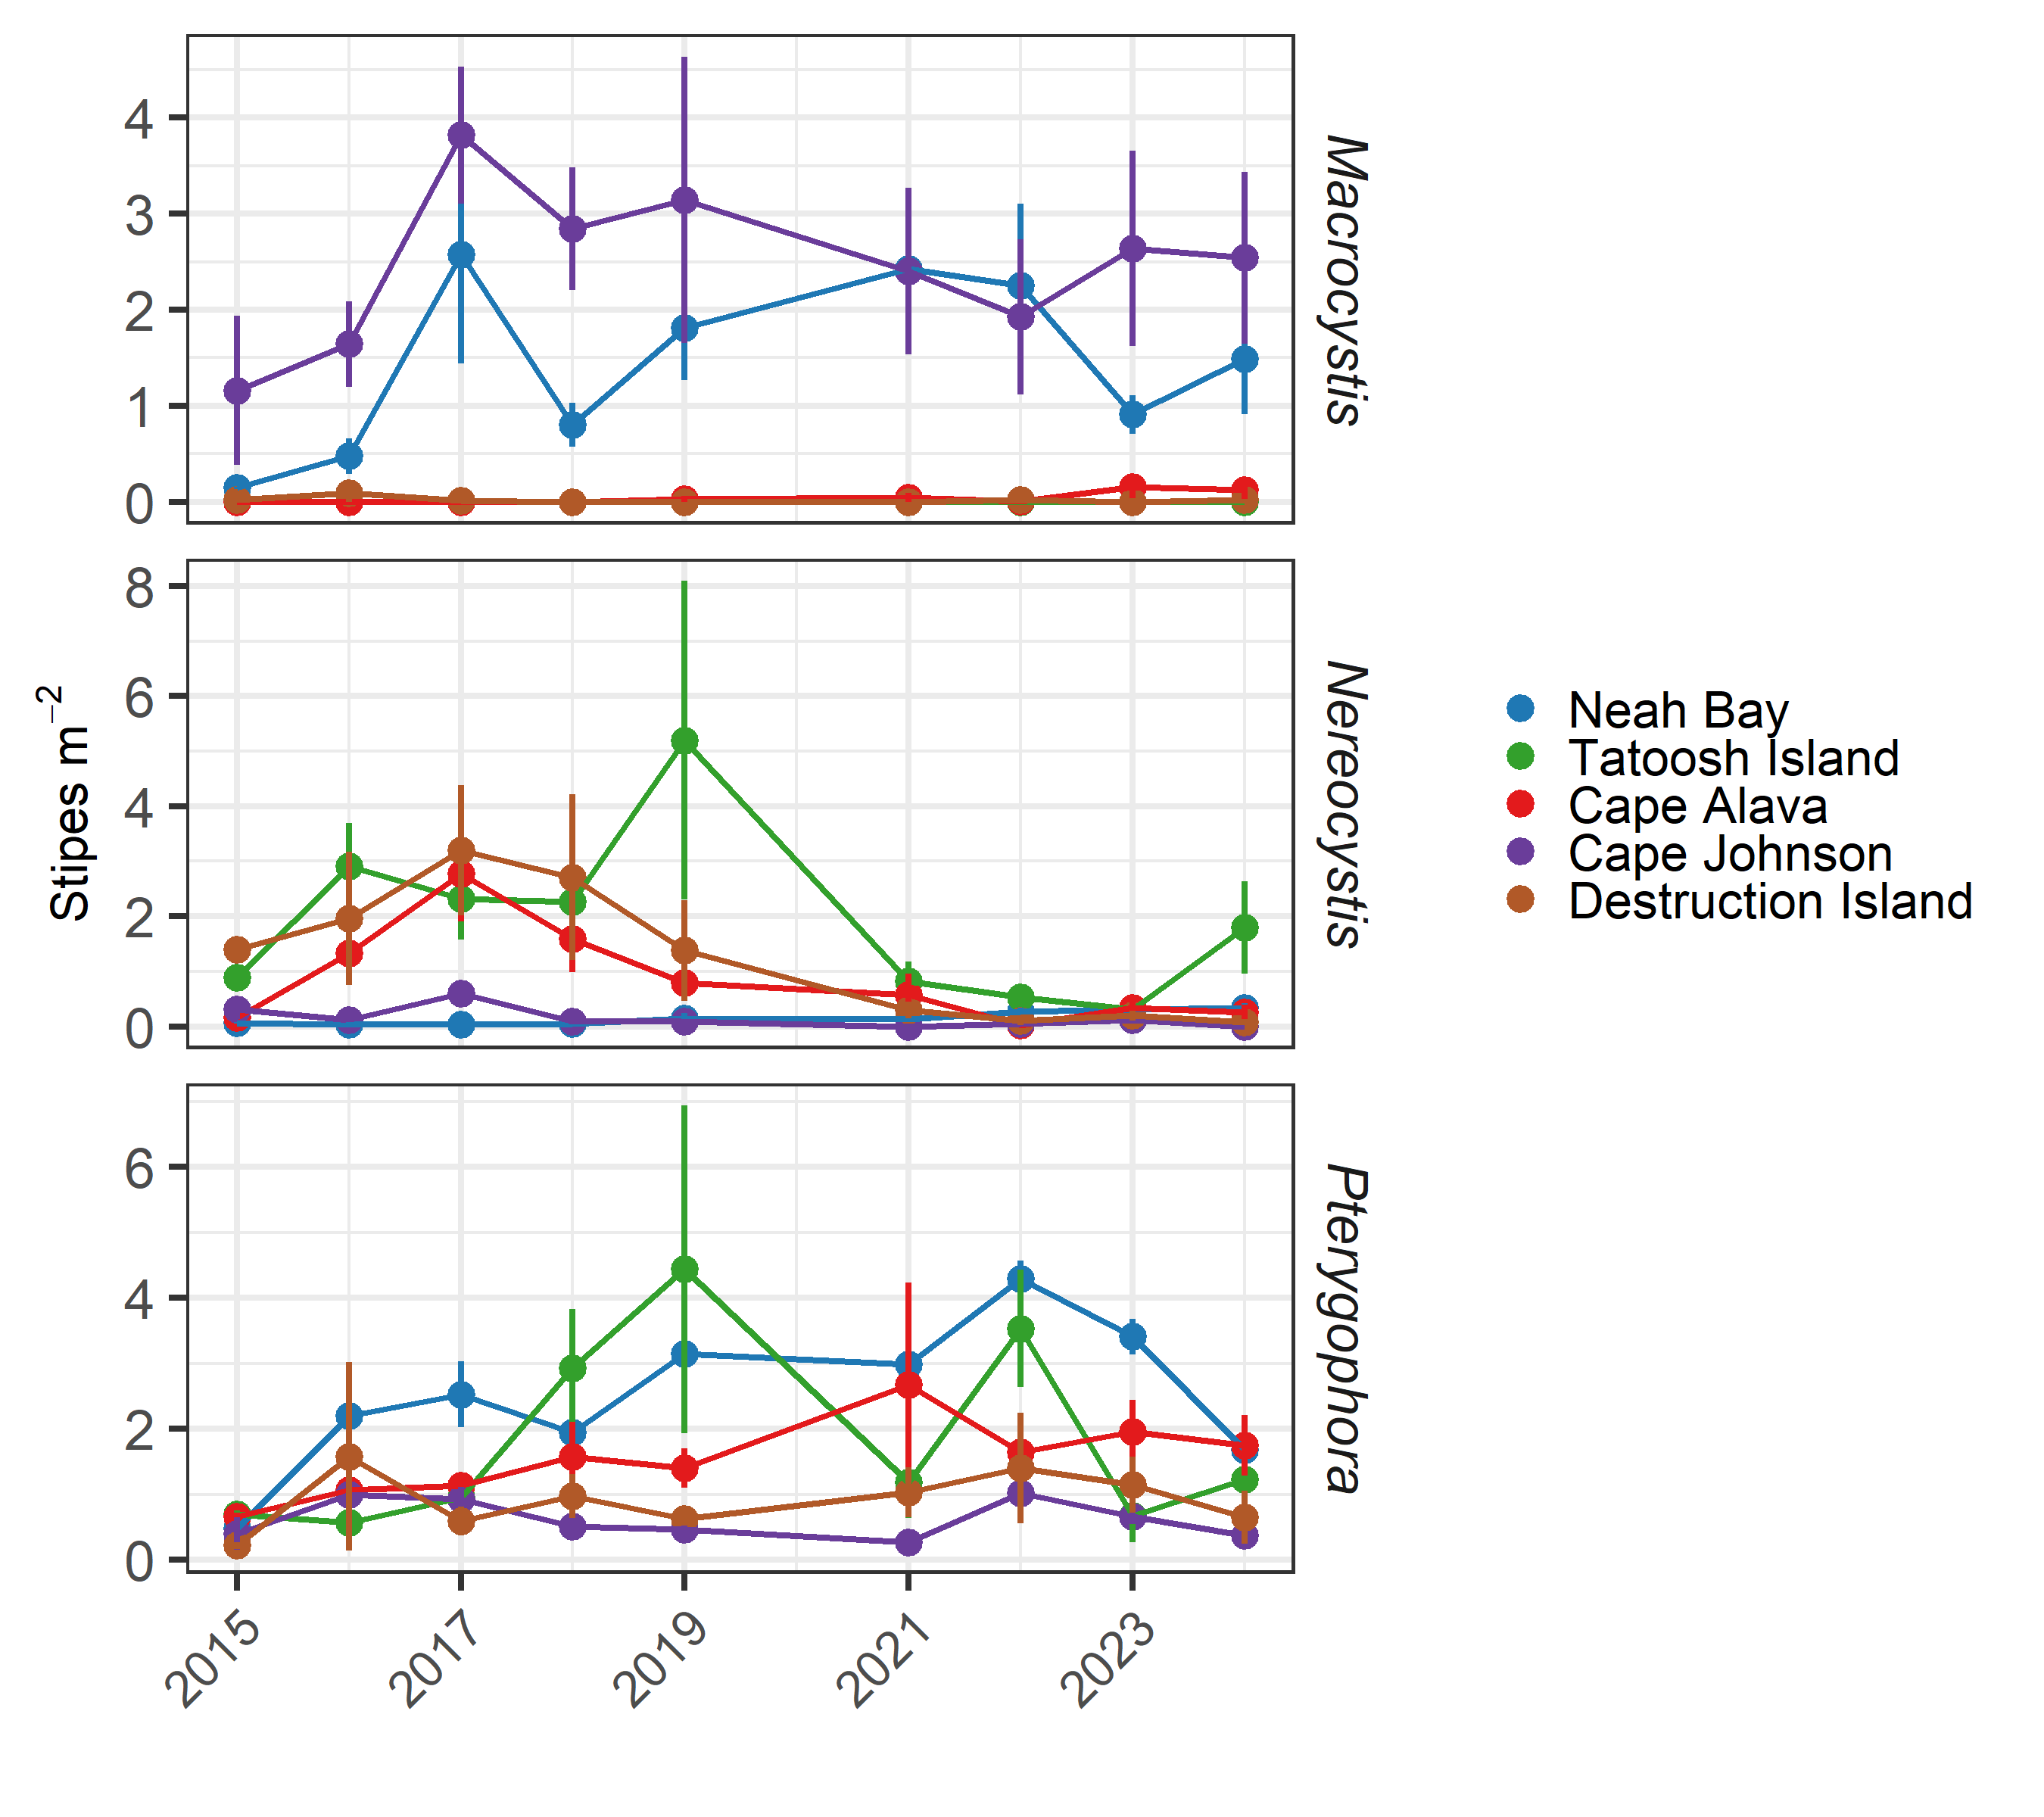 4
3
2
1
0
Macrocystis
8
6
4
2
0
Nereocystis
Stipes m⁻²
6
4
2
0
Pterygophora
2015
2017
2019
2021
2023
Neah Bay
Tatoosh Island
Cape Alava
Cape Johnson
Destruction Island